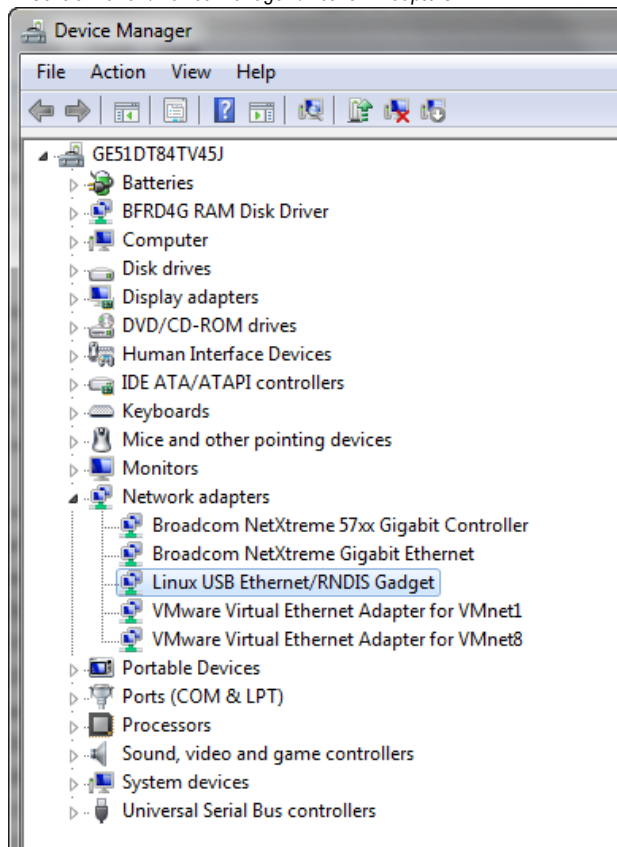 Device Manager
File Action View Help
GE51DT84TV45J
Batteries
BFRD4G RAM Disk Driver
Computer
Disk drives
Display adapters
DVD/CD-ROM drives
Human Interface Devices
IDE ATA/ATAPI controllers
Keyboards
Mice and other pointing devices
Monitors
Network adapters
Broadcom NetXtreme 57xx Gigabit Controller
Broadcom NetXtreme Gigabit Ethernet
Linux USB Ethernet/RNDIS Gadget
VMware Virtual Ethernet Adapter for VMnet1
VMware Virtual Ethernet Adapter for VMnet8
Portable Devices
Ports (COM & LPT)
Processors
Sound, video and game controllers
System devices
Universal Serial Bus controllers